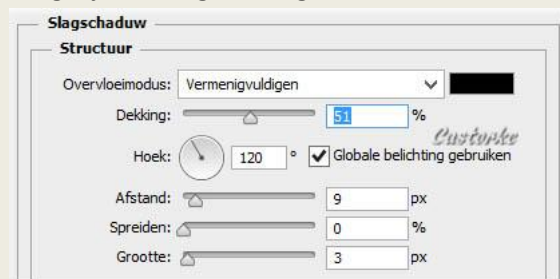 Slagschaduw
Structuur
Overvloeimodus: Vermenigvuldigen
Dekking: 51 %
Custorke
Hoek: 120 ° Globale belichting gebruiken
Afstand: 9 px
Spreiden: 0 %
Grootte: 3 px